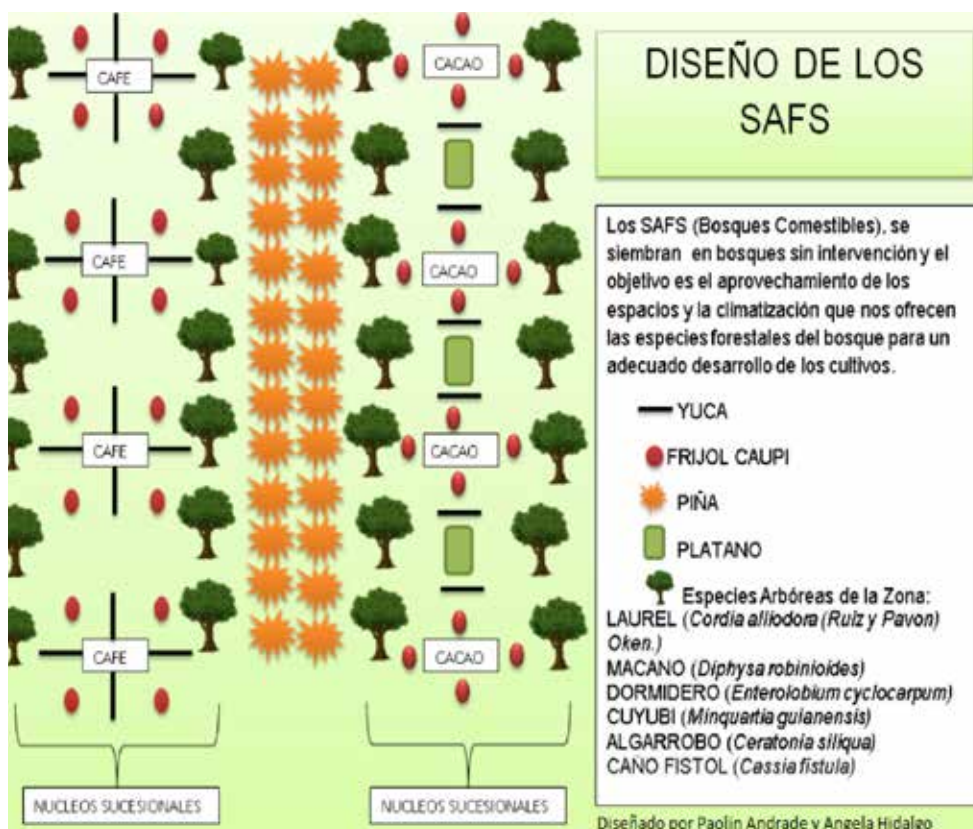 CAFE
CACAO
CAFE
CACAO
CAFE
CACAO
CAFE
CACAO
NUCLEOS SUCESIONALES
NUCLEOS SUCESIONALES
DISEÑO DE LOS
SAFS
Los SAFS (Bosques Comestibles), se
siembran en bosques sin intervención y el
objetivo es el aprovechamiento de los
espacios y la climatización que nos ofrecen
las especies forestales del bosque para un
adecuado desarrollo de los cultivos.
YUCA
FRIJOL CAUPI
PIÑA
PLATANO
Especies Arbóreas de la Zona:
LAUREL (Cordia alliodora (Ruiz y Pavon)
Oken.)
MACANO (Diphysa robinioides)
DORMIDERO (Enterolobium cyclocarpum)
CUYUBI (Minquartia guianensis)
ALGARROBO (Ceratonia siliqua)
CAÑO FISTOL (Cassia fistula)
Diseñado por Paolin Andrade y Angela Hidalgo